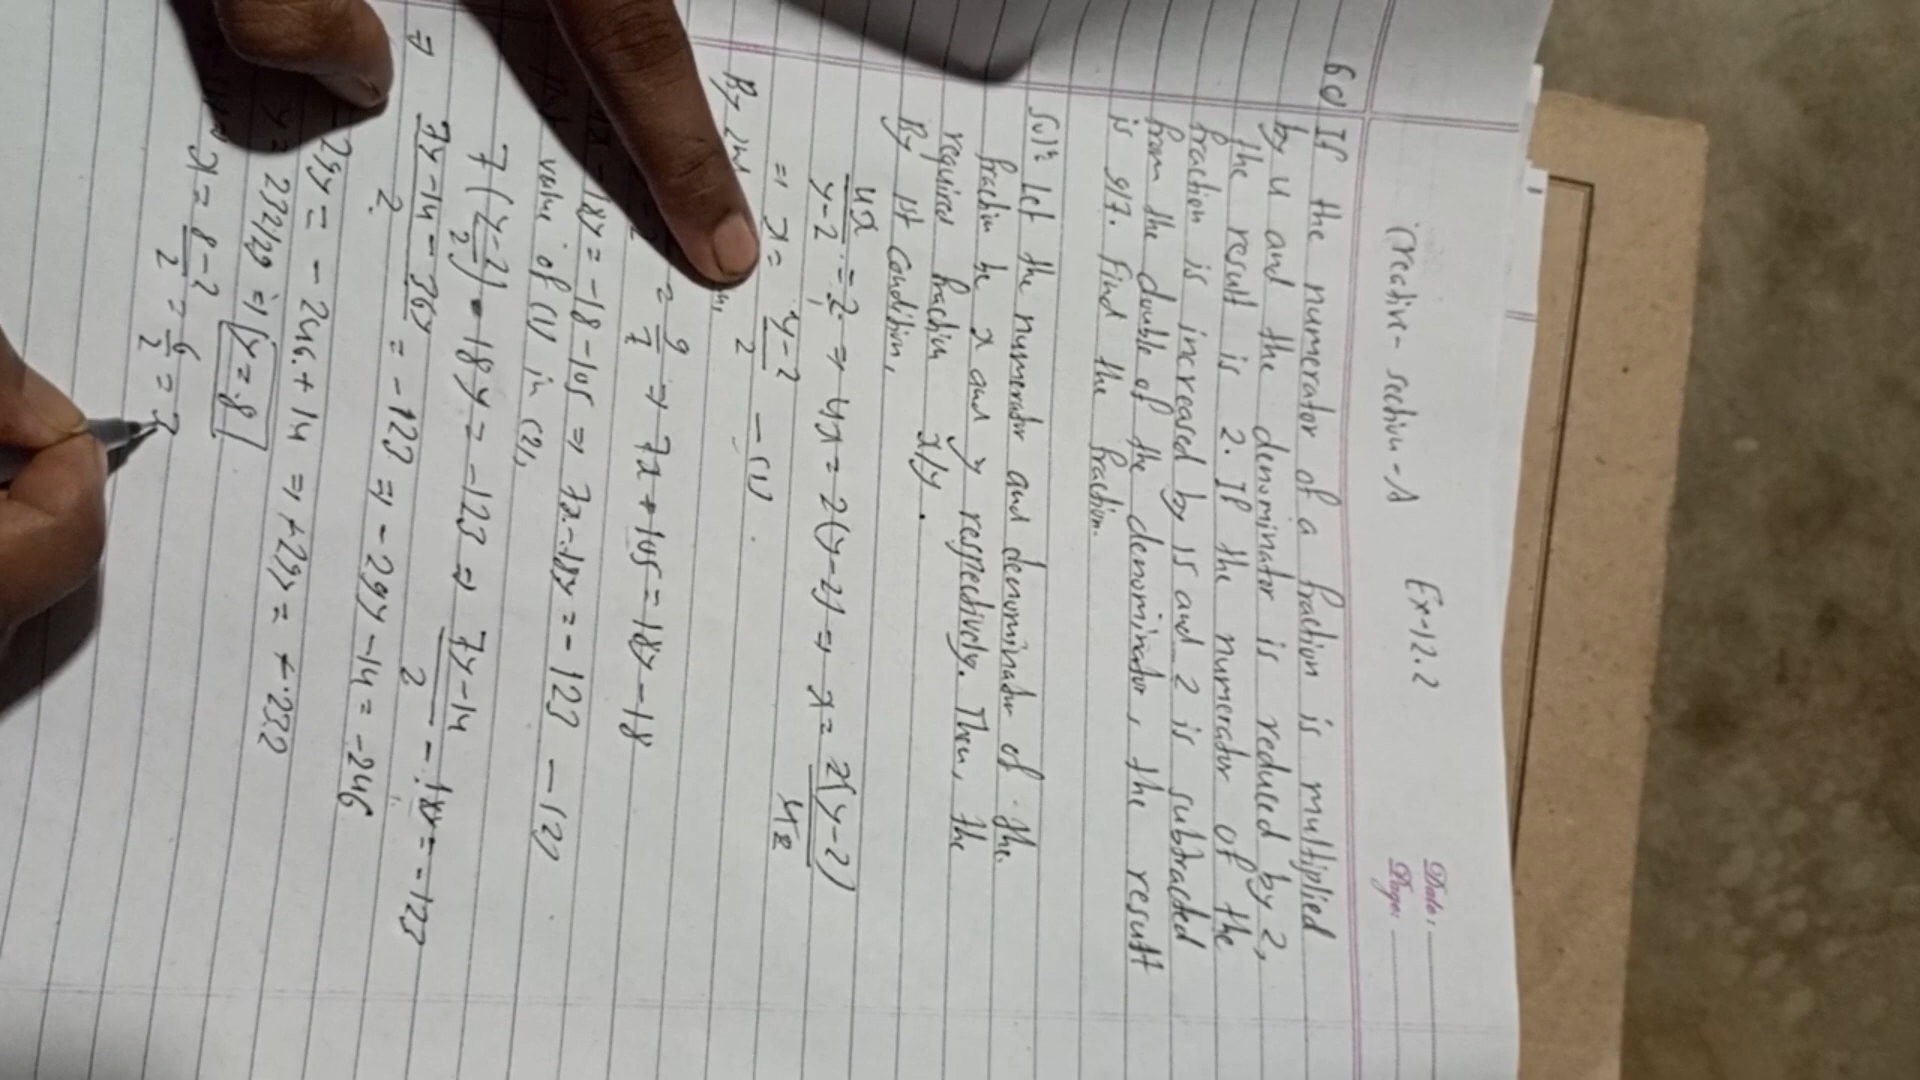 Creative - section - A Ex-12.2
Date:
Page:
6d) If the numerator of a fraction is multiplied
by 4 and the denominator is reduced by 2,
the result is 2. If the numerator of the
fraction is increased by 15 and 2 is subtracted
from the double of the denominator, the result
is 9/7. Find the fraction.
Solⁿ: Let the numerator and denominator of the
fraction be x and y respectively. Then, the
required fraction x/y.
By 1st condition,
4x/y-2 = 2 ⇒ 4x = 2(y-2) ⇒ x = 2(y-2)/42
⇒ x = y-2/2 - (1)
By 2nd
= 9/7 ⇒ 7x + 105 = 18y - 18
18y = -18 - 105 ⇒ 7x - 18y = -123 - (2)
value of (1) in (2),
7(y-2/2) - 18y = -123 ⇒ 7y-14/2 - 18y = -123
⇒ 7y-14-36y/2 = -123 ⇒ -29y - 14 = -246
-29y = -246 + 14 ⇒ +29y = +232
y = 232/29 ⇒ y = 8
x = 8-2/2 = 6/2 = 3